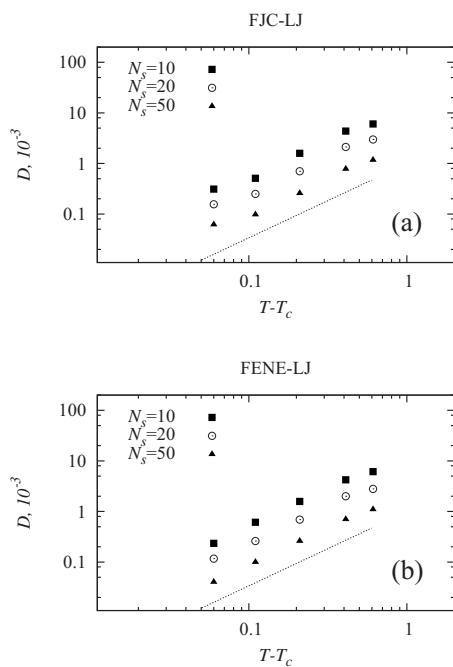 FJC-LJ
100
10
1
0.1
D, 10^-3
N_s=10
N_s=20
N_s=50
(a)
0.1
1
T-T_c
FENE-LJ
100
10
1
0.1
D, 10^-3
N_s=10
N_s=20
N_s=50
(b)
0.1
1
T-T_c